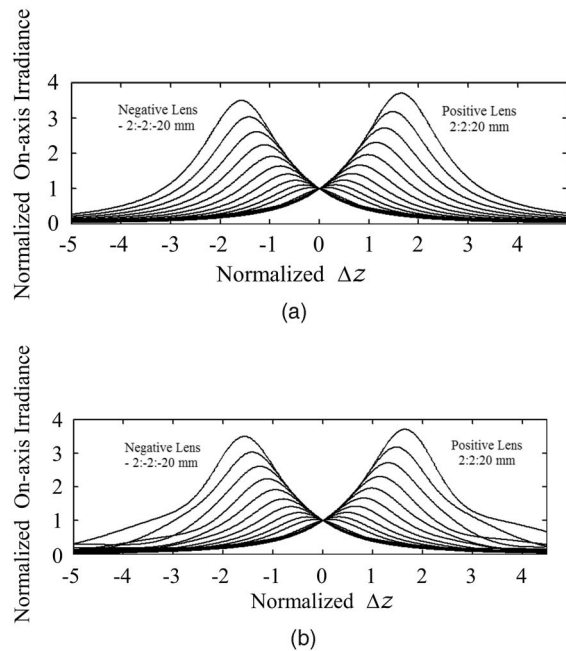 4
3
2
1
0
Normalized On-axis Irradiance
Negative Lens
- 2:-2:-20 mm
Positive Lens
2:2:20 mm
-5 -4 -3 -2 -1 0 1 2 3 4
Normalized Δz
(a)
4
3
2
1
0
Normalized On-axis Irradiance
Negative Lens
- 2:-2:-20 mm
Positive Lens
2:2:20 mm
-5 -4 -3 -2 -1 0 1 2 3 4
Normalized Δz
(b)